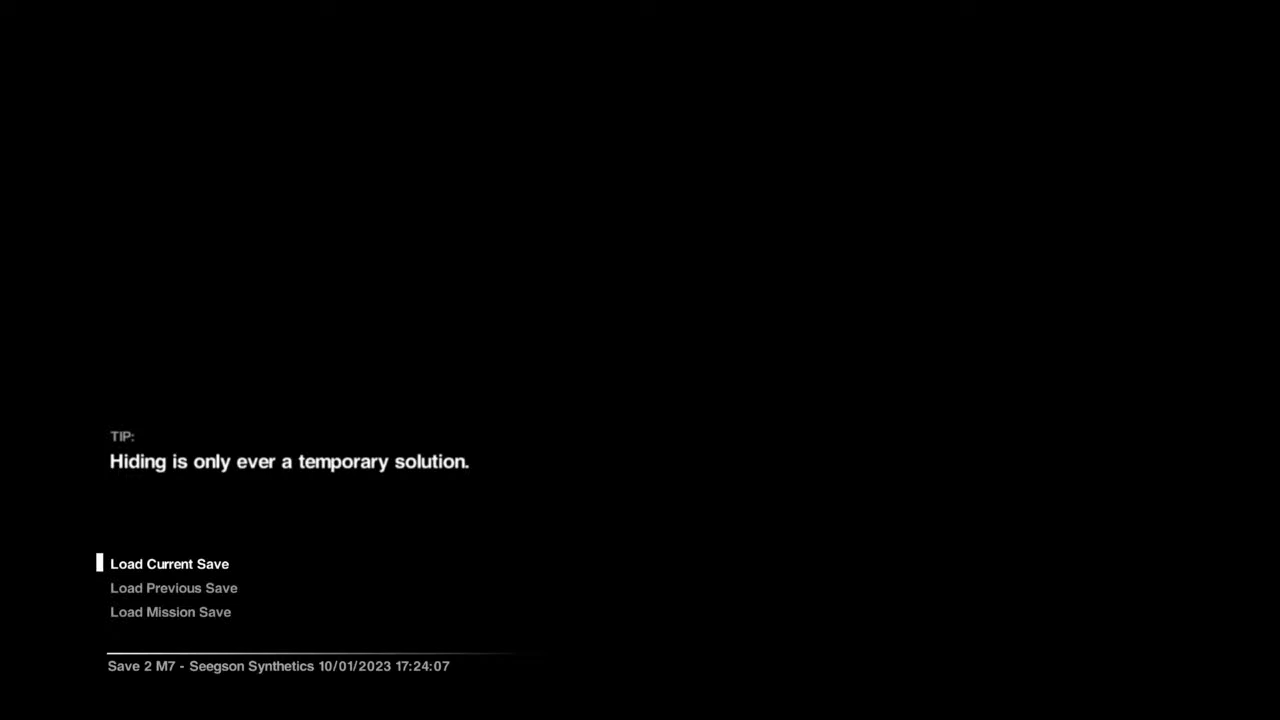 TIP:
Hiding is only ever a temporary solution.
Load Current Save
Load Previous Save
Load Mission Save
Save 2 M7 - Seegson Synthetics 10/01/2023 17:24:07